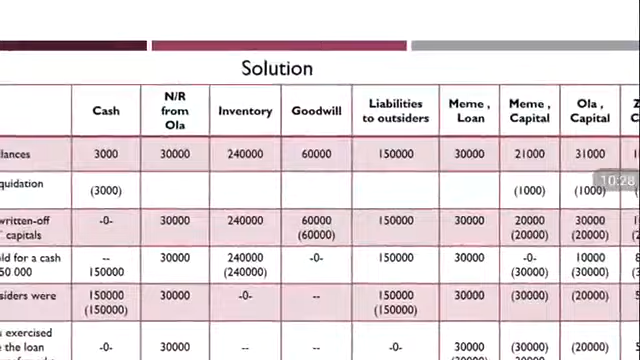 Solution
Cash N/R from Ola Inventory Goodwill Liabilities to outsiders Meme , Loan Meme , Capital Ola , Capital
lances 3000 30000 240000 60000 150000 30000 21000 31000
quidation (3000) (1000) (1000)
10:28
written-off -0- 30000 240000 60000 150000 30000 20000 30000
capitals (60000) (20000) (20000)
ld for a cash -- 30000 240000 -0- 150000 30000 -0- 10000
50 000 150000 (240000) (30000) (30000)
siders were 150000 30000 -0- -- 150000 30000 (30000) (20000)
(150000) (150000)
exercised
e the loan -0- 30000 -- -- -0- 30000 (30000) (20000)